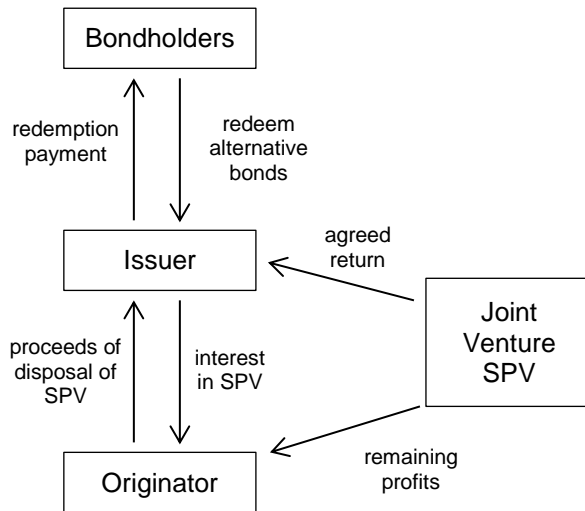 Bondholders
redemption
payment
redeem
alternative
bonds
Issuer
agreed
return
Joint
Venture
SPV
proceeds of
disposal of
SPV
interest
in SPV
Originator
remaining
profits